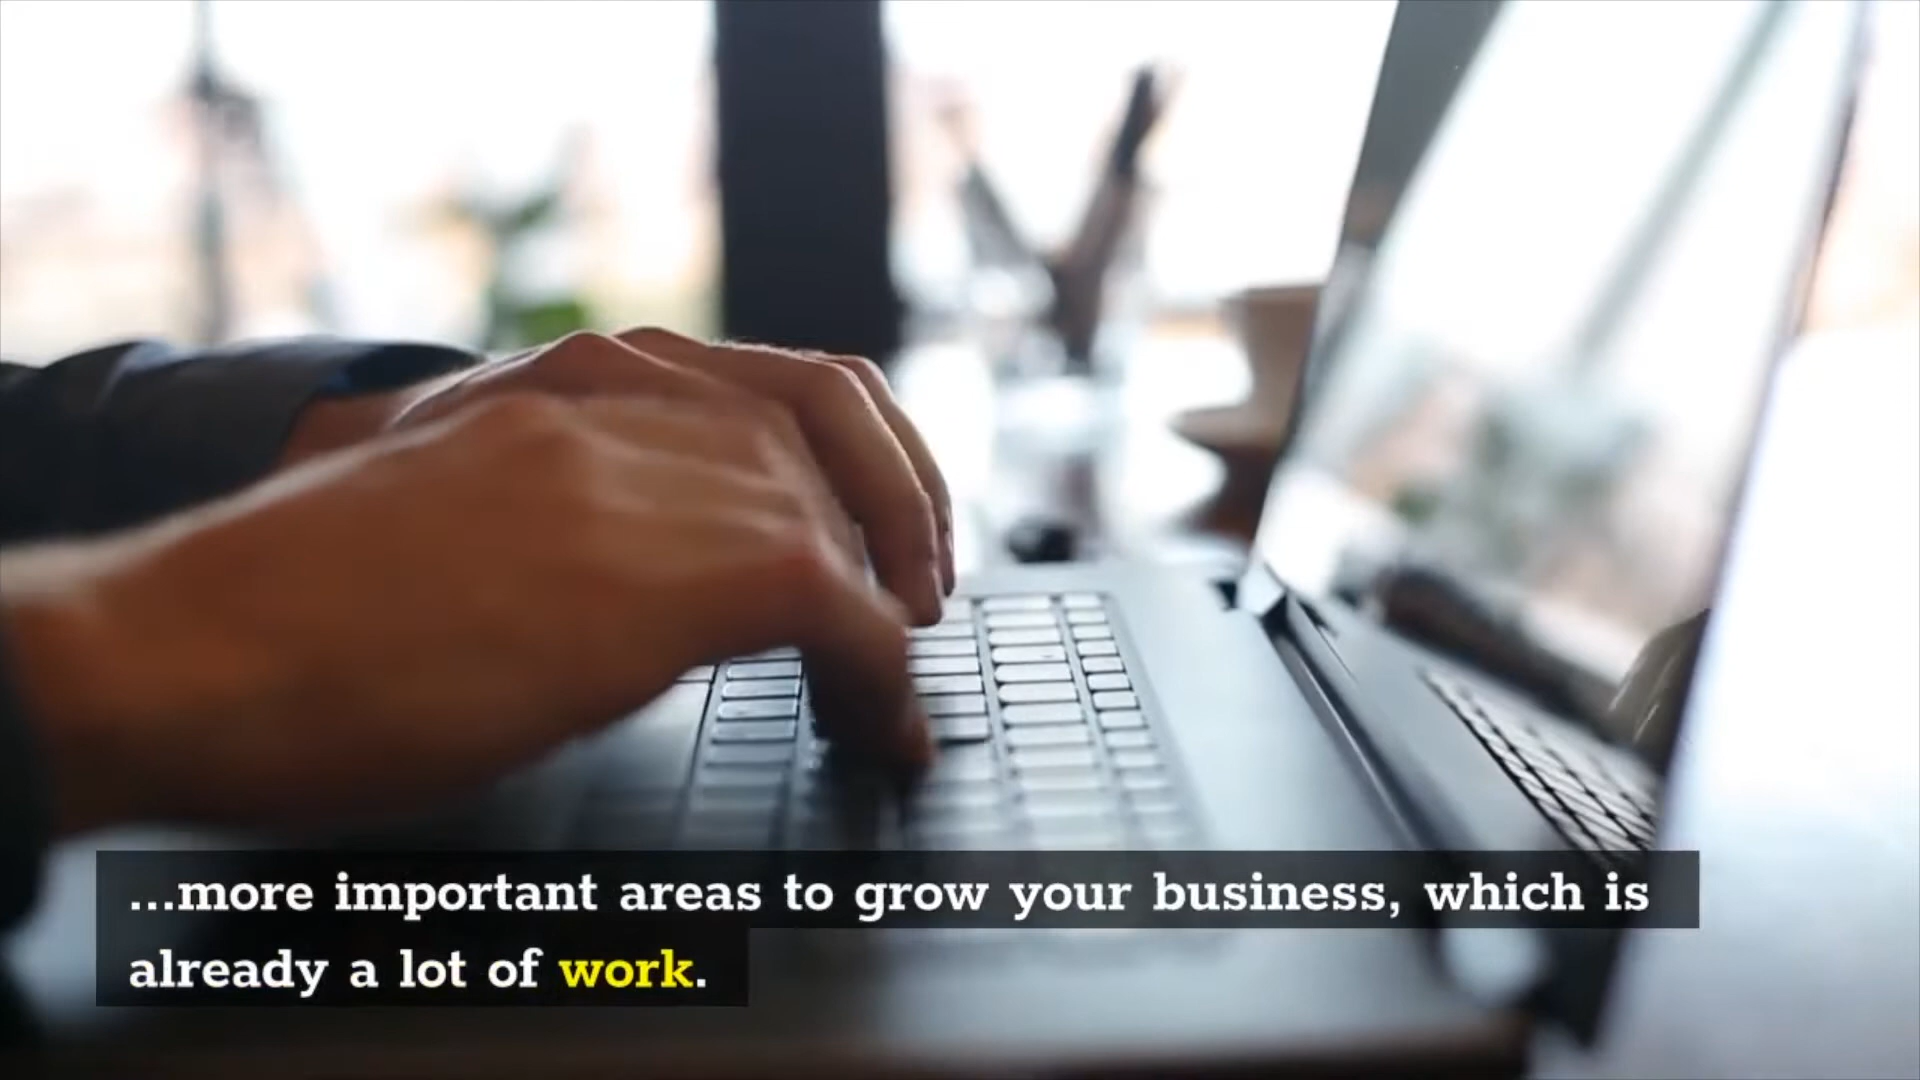 ...more important areas to grow your business, which is
already a lot of work.